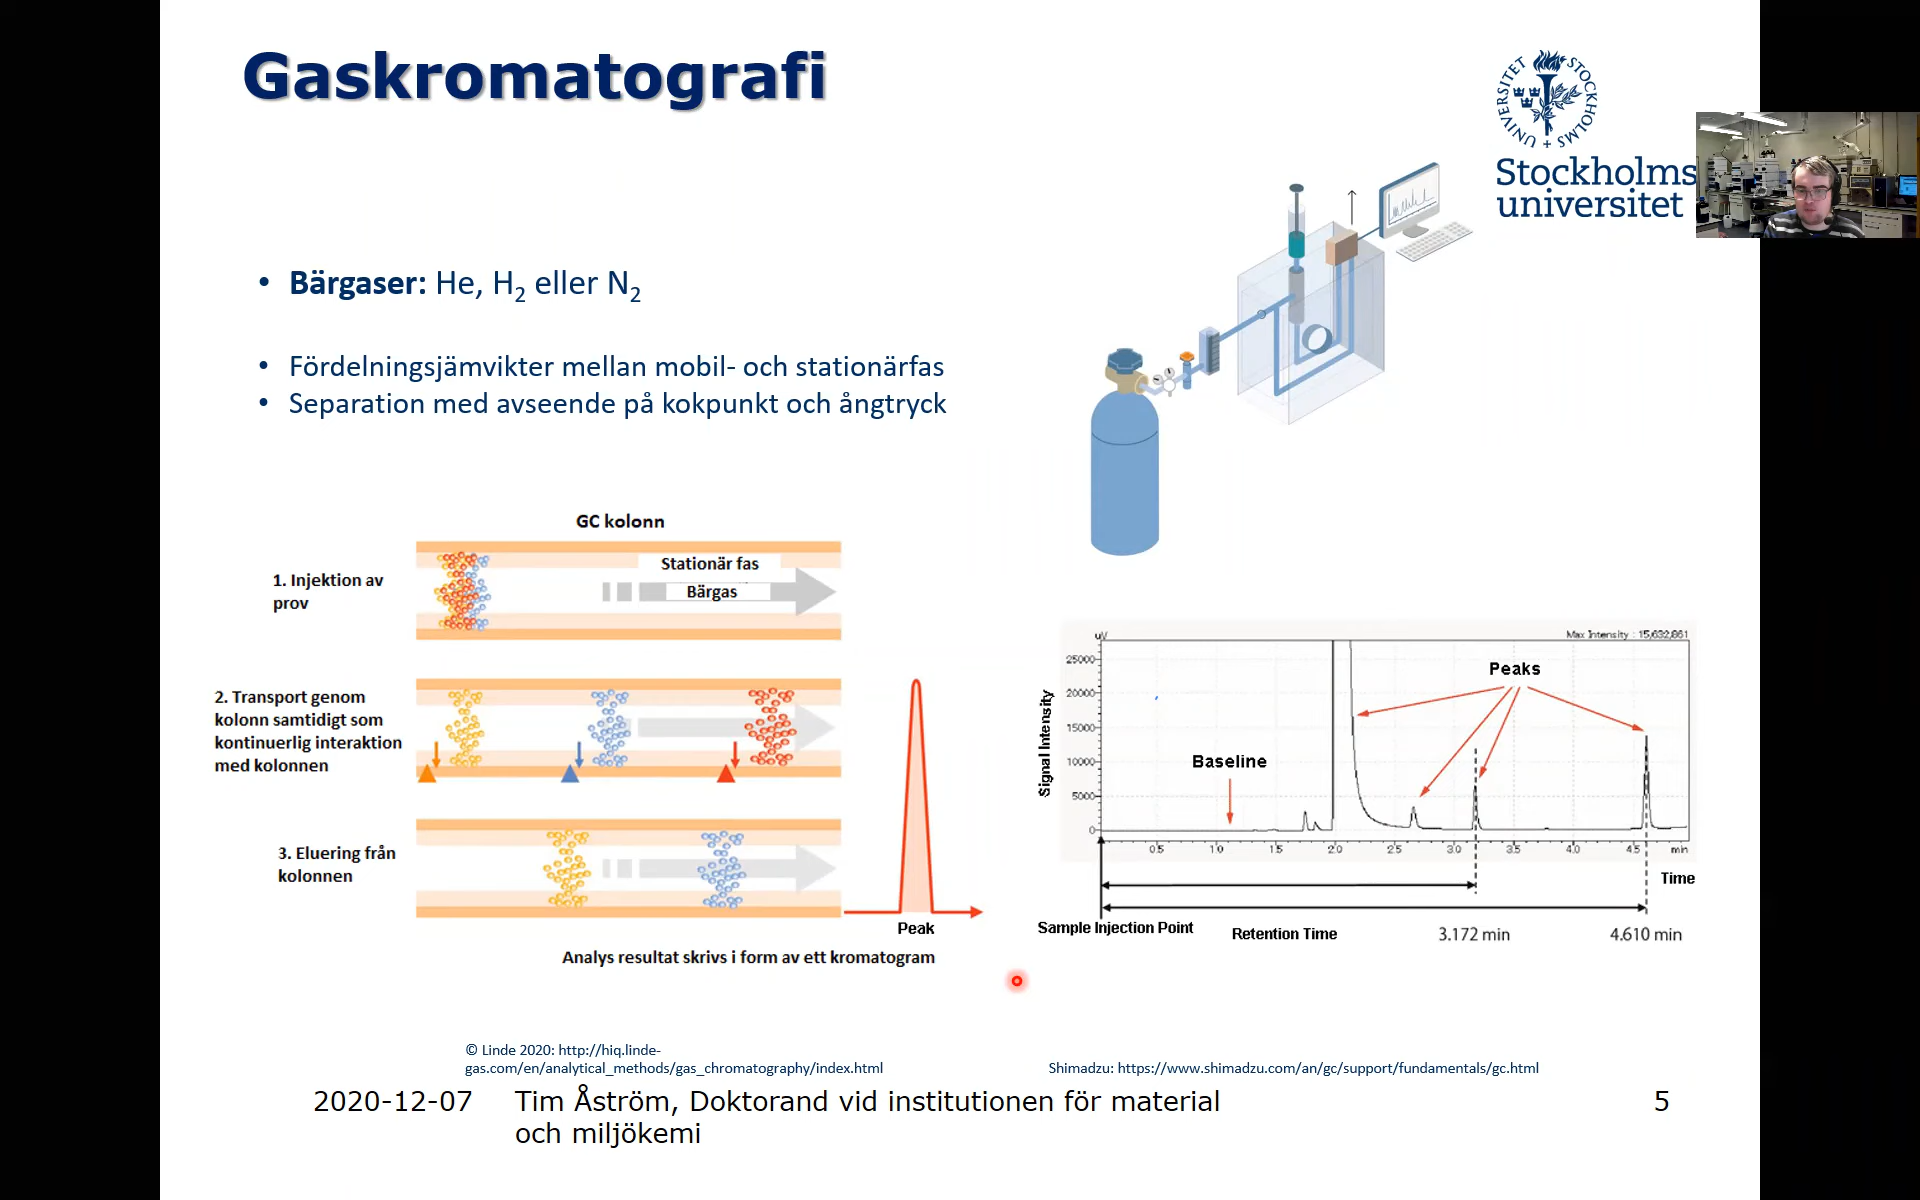 Gaskromatografi
UNIVERSITET STOCKHOLMS
Stockholms
universitet
• Bärgaser: He, H2 eller N2
• Fördelningsjämvikter mellan mobil- och stationärfas
• Separation med avseende på kokpunkt och ångtryck
GC kolonn
1. Injektion av
prov
Stationär fas
Bärgas
2. Transport genom
kolonn samtidigt som
kontinuerlig interaktion
med kolonnen
3. Eluering från
kolonnen
Peak
Analys resultat skrivs i form av ett kromatogram
uV
Max Intensity : 15,632,861
25000
20000
15000
10000
5000
0
Signal Intensity
Peaks
Baseline
0.5 1.0 1.5 2.0 2.5 3.0 3.5 4.0 4.5 min
Time
Sample Injection Point
Retention Time
3.172 min
4.610 min
© Linde 2020: http://hiq.linde-
gas.com/en/analytical_methods/gas_chromatography/index.html
Shimadzu: https://www.shimadzu.com/an/gc/support/fundamentals/gc.html
2020-12-07
Tim Åström, Doktorand vid institutionen för material
och miljökemi
5